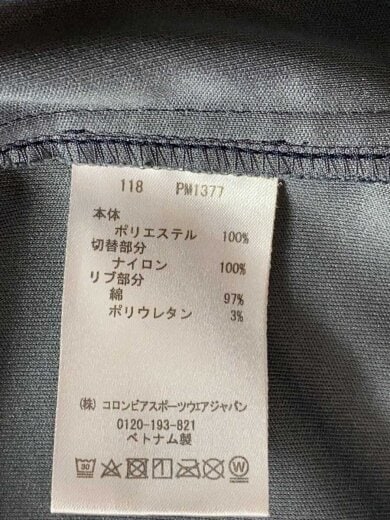 118 PM1377
本体
ポリエステル 100%
切替部分
ナイロン 100%
リブ部分
綿 97%
ポリウレタン 3%
(株) コロンビアスポーツウエアジャパン
0120-193-821
ベトナム製
30 W